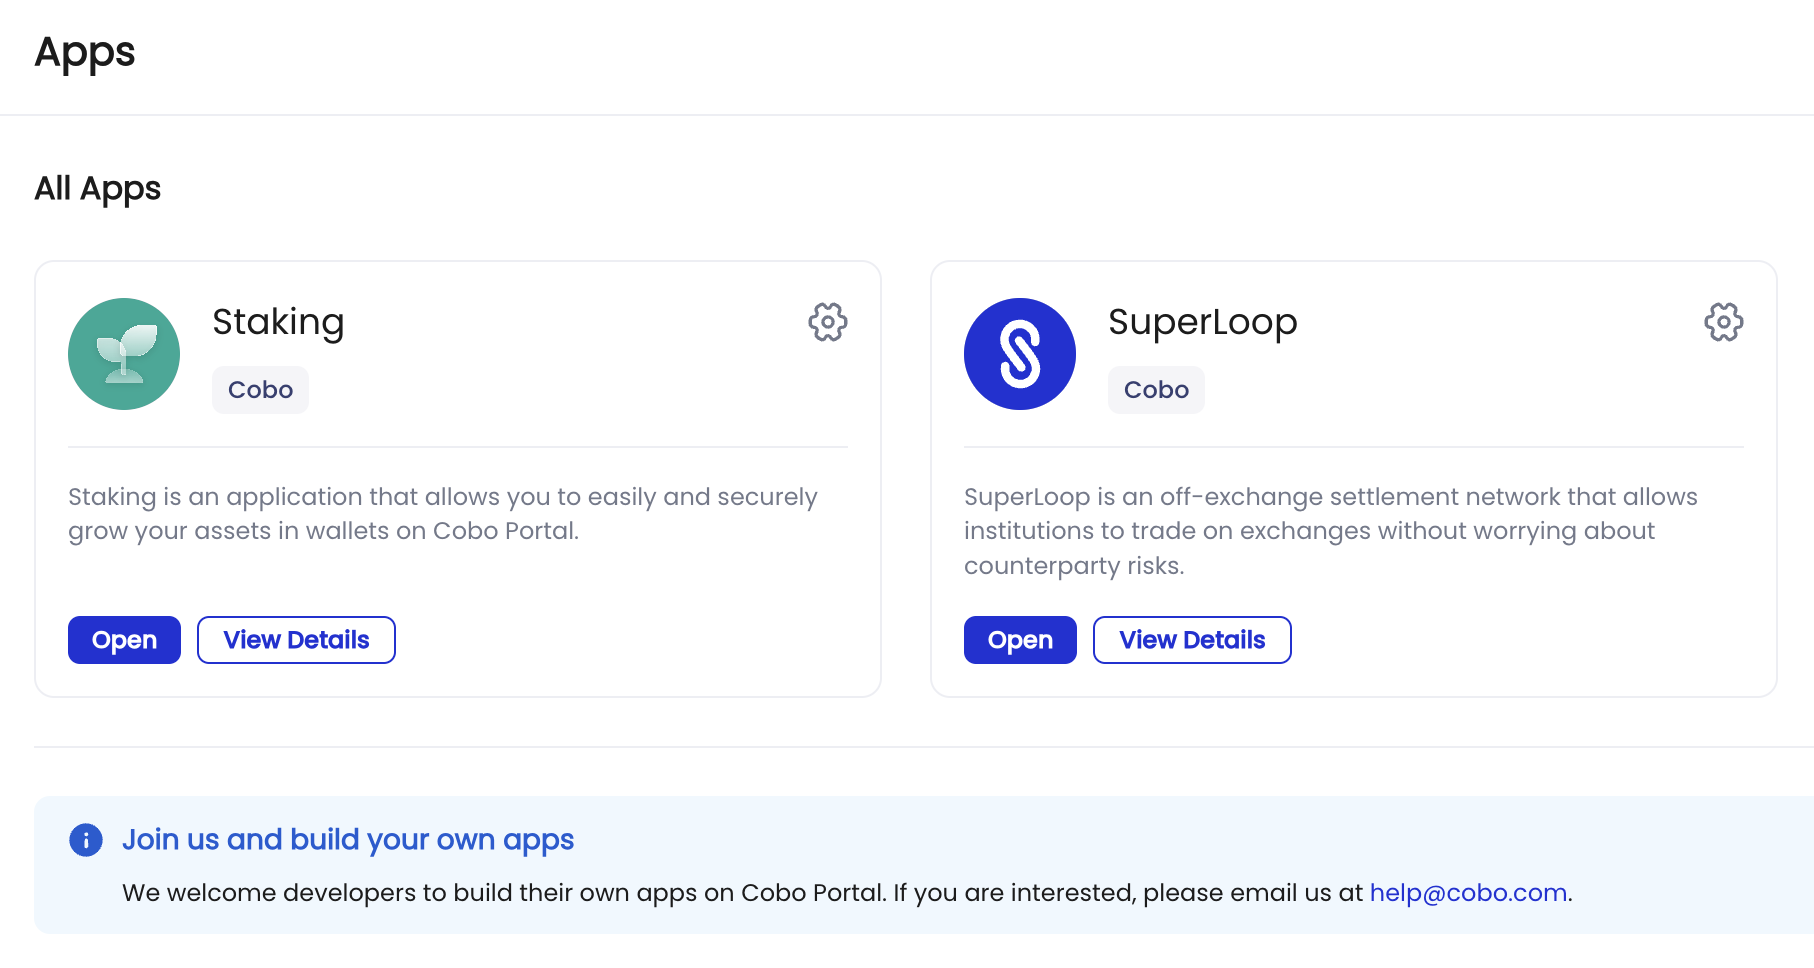 Apps
All Apps
Staking
Cobo
Staking is an application that allows you to easily and securely
grow your assets in wallets on Cobo Portal.
Open
View Details
SuperLoop
Cobo
SuperLoop is an off-exchange settlement network that allows
institutions to trade on exchanges without worrying about
counterparty risks.
Open
View Details
Join us and build your own apps
We welcome developers to build their own apps on Cobo Portal. If you are interested, please email us at help@cobo.com.